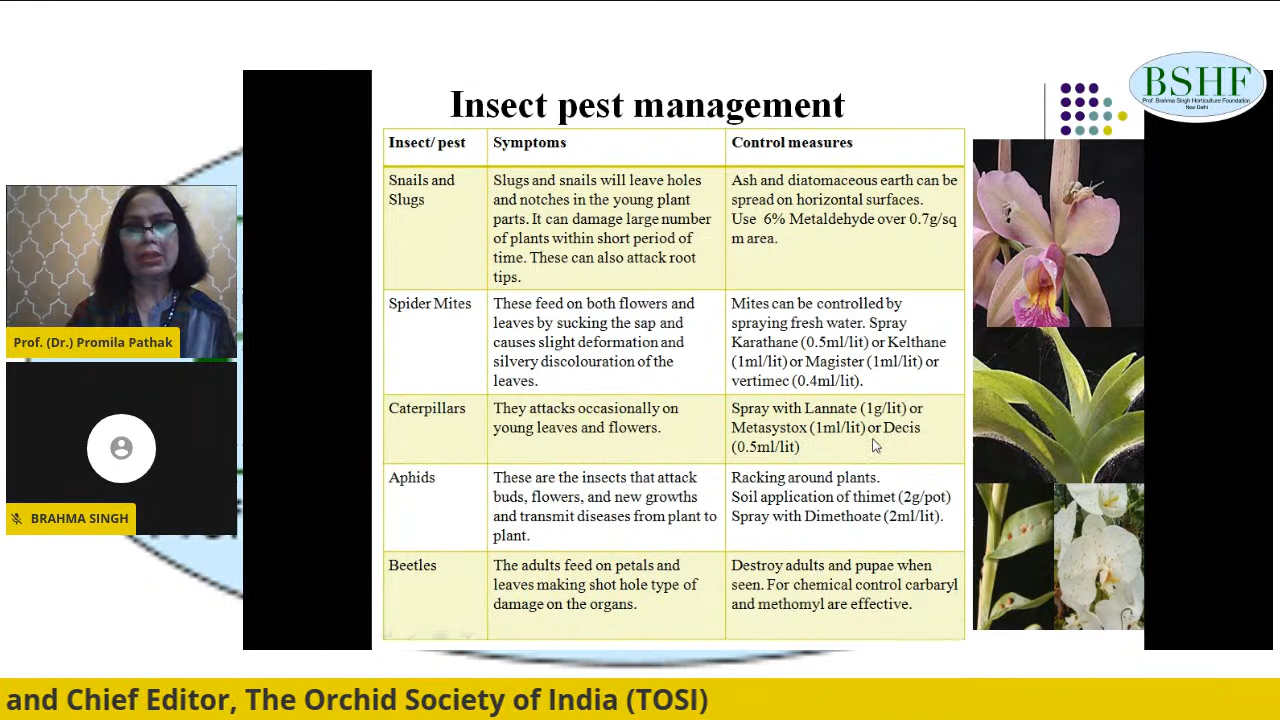 BSHF
Prof. Brahma Singh Horticulture Foundation
New Delhi
Insect pest management
Insect/ pest
Symptoms
Control measures
Snails and
Slugs
Slugs and snails will leave holes
and notches in the young plant
parts. It can damage large number
of plants within short period of
time. These can also attack root
tips.
Ash and diatomaceous earth can be
spread on horizontal surfaces.
Use 6% Metaldehyde over 0.7g/sq
m area.
Spider Mites
These feed on both flowers and
leaves by sucking the sap and
causes slight deformation and
silvery discolouration of the
leaves.
Mites can be controlled by
spraying fresh water. Spray
Karathane (0.5ml/lit) or Kelthane
(1ml/lit) or Magister (1ml/lit) or
vertimec (0.4ml/lit).
Caterpillars
They attacks occasionally on
young leaves and flowers.
Spray with Lannate (1g/lit) or
Metasystox (1ml/lit) or Decis
(0.5ml/lit)
Aphids
These are the insects that attack
buds, flowers, and new growths
and transmit diseases from plant to
plant.
Racking around plants.
Soil application of thimet (2g/pot)
Spray with Dimethoate (2ml/lit).
Beetles
The adults feed on petals and
leaves making shot hole type of
damage on the organs.
Destroy adults and pupae when
seen. For chemical control carbaryl
and methomyl are effective.
Prof. (Dr.) Promila Pathak
BRAHMA SINGH
and Chief Editor, The Orchid Society of India (TOSI)